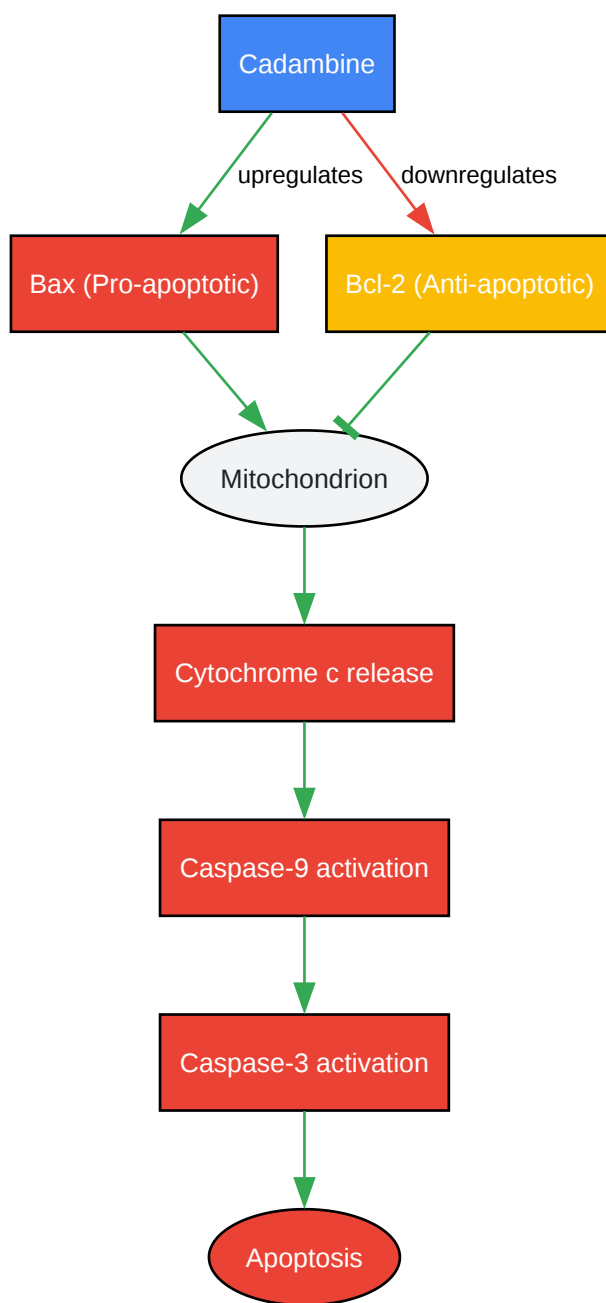 Cadambine
upregulates
downregulates
Bax (Pro-apoptotic)
Bcl-2 (Anti-apoptotic)
Mitochondrion
Cytochrome c release
Caspase-9 activation
Caspase-3 activation
Apoptosis